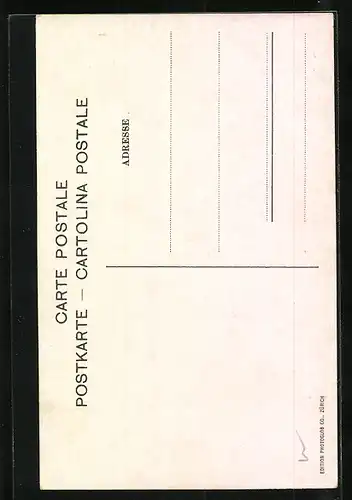 CARTE POSTALE
POSTKARTE — CARTOLINA POSTALE
ADRESSE
EDITION PHOTOGLOB CO., ZÜRICH